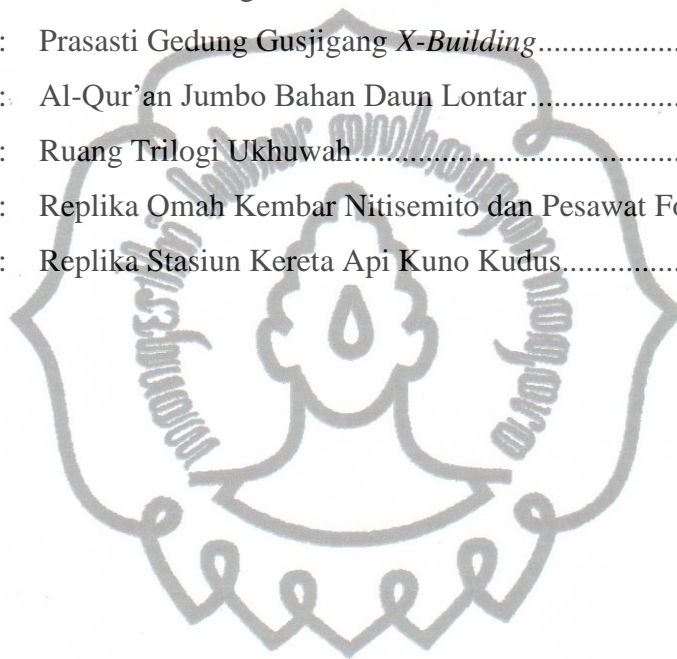 : Prasasti Gedung Gusjigang X-Building
: Al-Qur'an Jumbo Bahan Daun Lontar
: Ruang Trilogi Ukhuwah
: Replika Omah Kembar Nitisemito dan Pesawat
: Replika Stasiun Kereta Api Kuno Kudus